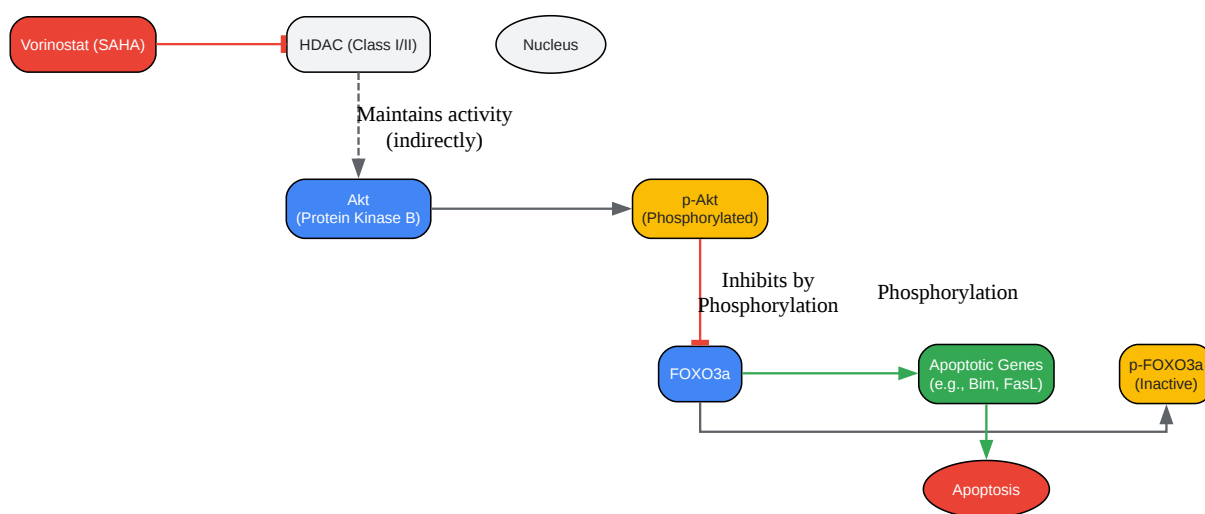 Vorinostat (SAHA)
HDAC (Class I/II)
Nucleus
Maintains activity
(indirectly)
Akt
(Protein Kinase B)
p-Akt
(Phosphorylated)
Inhibits by
Phosphorylation
Phosphorylation
FOXO3a
Apoptotic Genes
(e.g., Bim, FasL)
p-FOXO3a
(Inactive)
Apoptosis